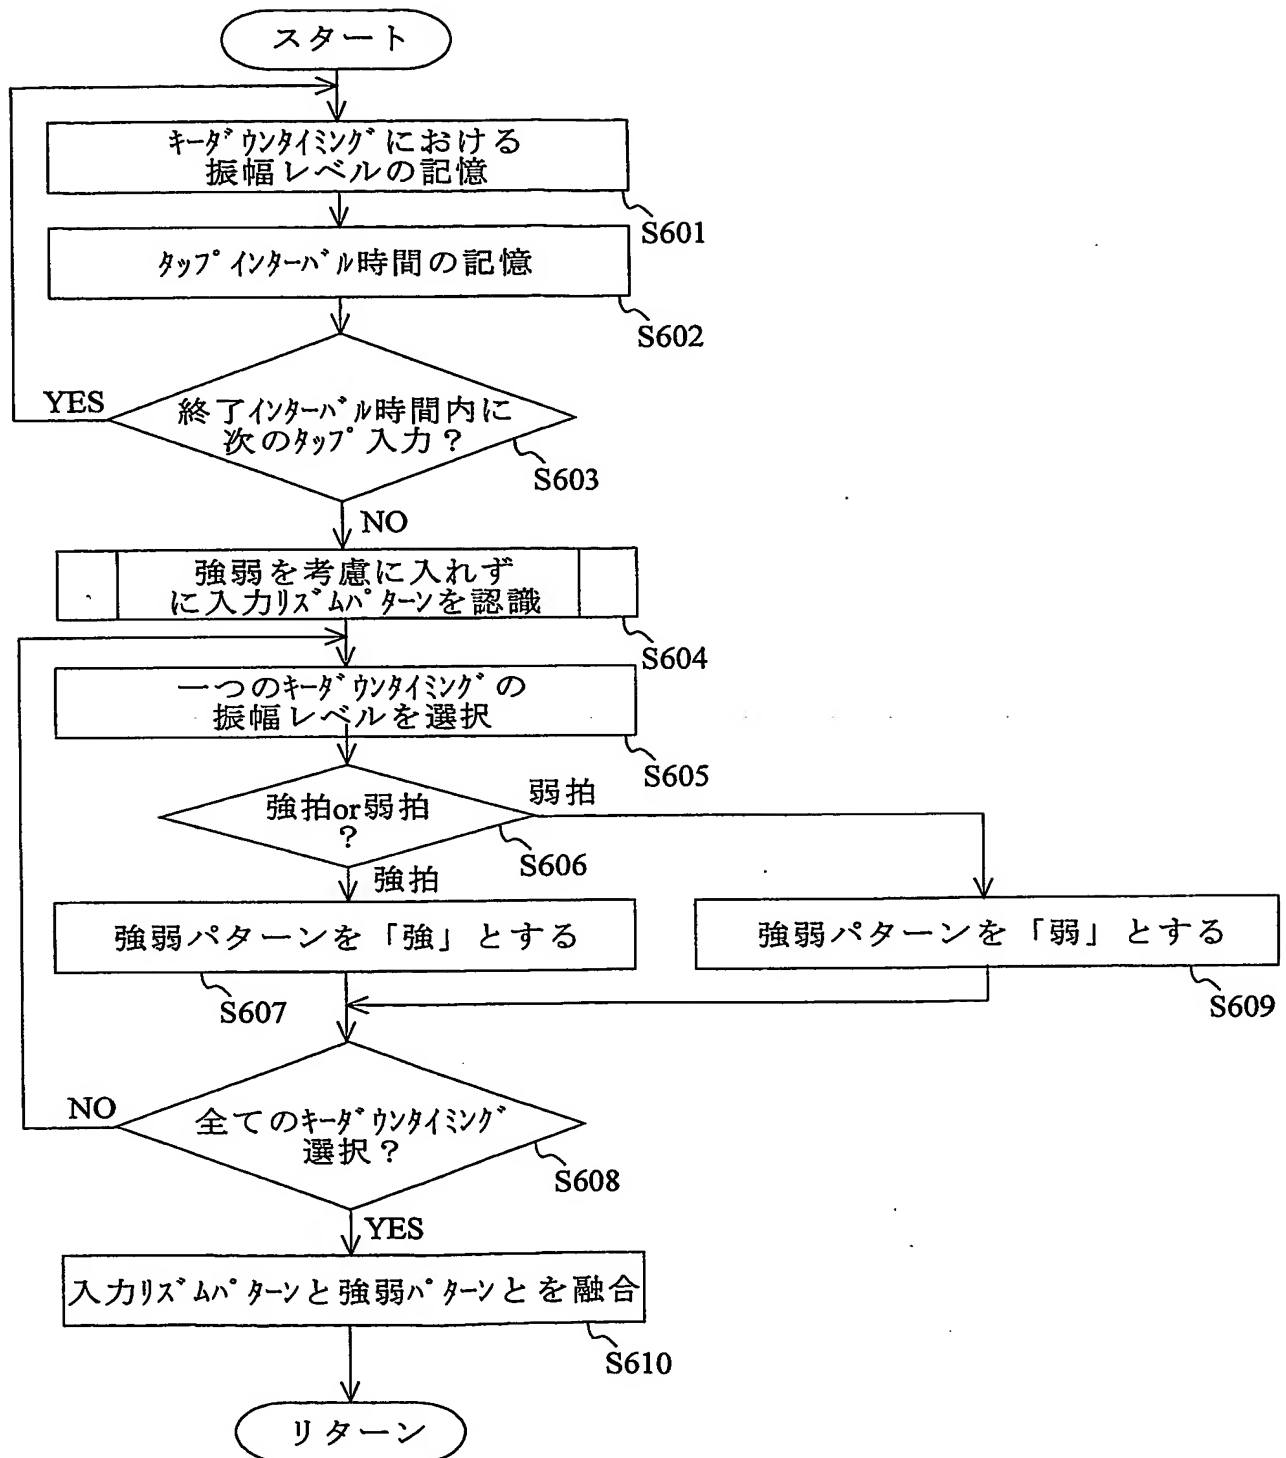 スタート
キーダウンタイミングにおける
振幅レベルの記憶
S601
タップインターバル時間の記憶
S602
YES
終了インターバル時間内に
次のタップ入力?
S603
NO
強弱を考慮に入れず
に入力リズムパターンを認識
S604
一つのキーダウンタイミングの
振幅レベルを選択
S605
強拍or弱拍
?
弱拍
S606
強拍
強弱パターンを「強」とする
S607
強弱パターンを「弱」とする
S609
NO
全てのキーダウンタイミング
選択?
S608
YES
入力リズムパターンと強弱パターンとを融合
S610
リターン